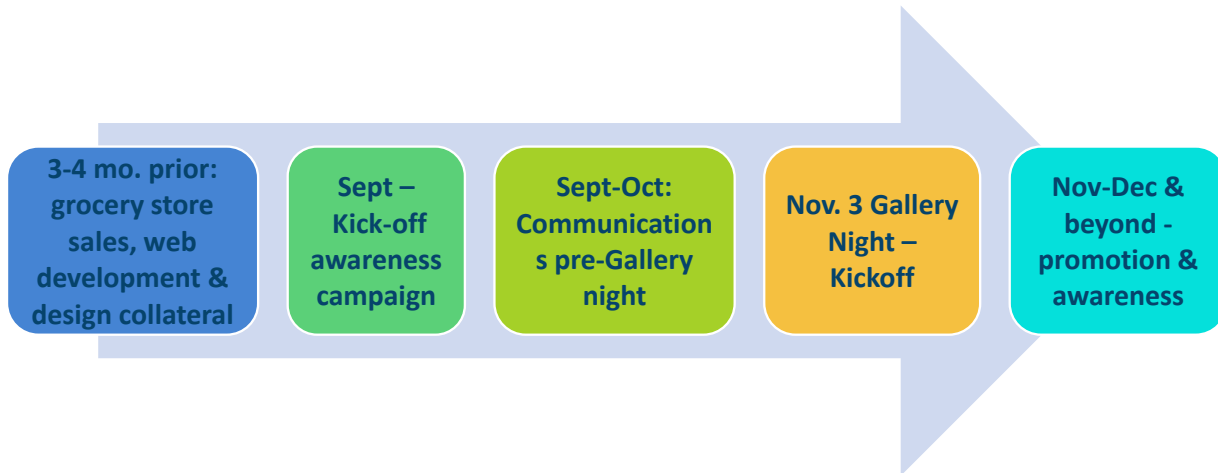 3-4 mo. prior:
grocery store
sales, web
development &
design collateral
Sept –
Kick-off
awareness
campaign
Sept-Oct:
Communication
s pre-Gallery
night
Nov. 3 Gallery
Night –
Kickoff
Nov-Dec &
beyond -
promotion &
awareness